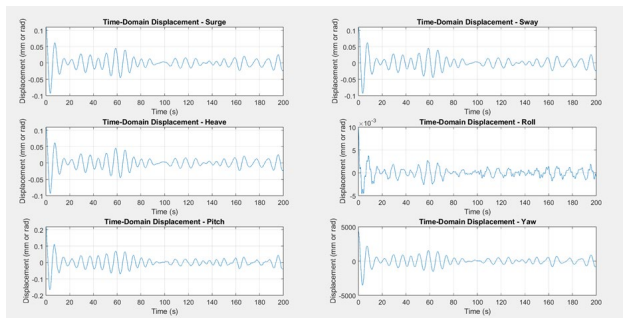 Time-Domain Displacement - Surge
Displacement (mm or rad)
0.1
0.05
0
-0.05
-0.1
0 20 40 60 80 100 120 140 160 180 200
Time (s)
Time-Domain Displacement - Sway
Displacement (mm or rad)
0.1
0.05
0
-0.05
-0.1
0 20 40 60 80 100 120 140 160 180 200
Time (s)
Time-Domain Displacement - Heave
Displacement (mm or rad)
0.1
0.05
0
-0.05
-0.1
0 20 40 60 80 100 120 140 160 180 200
Time (s)
×10⁻³
Time-Domain Displacement - Roll
Displacement (mm or rad)
10
5
0
-5
0 20 40 60 80 100 120 140 160 180 200
Time (s)
Time-Domain Displacement - Pitch
Displacement (mm or rad)
0.2
0.1
0
-0.1
-0.2
0 20 40 60 80 100 120 140 160 180 200
Time (s)
Time-Domain Displacement - Yaw
Displacement (mm or rad)
5000
0
-5000
0 20 40 60 80 100 120 140 160 180 200
Time (s)